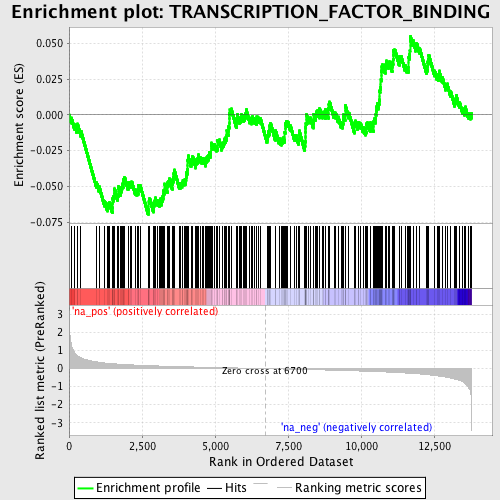 Enrichment plot: TRANSCRIPTION_FACTOR_BINDING
Enrichment score (ES)
0.050
0.025
0.000
-0.025
-0.050
-0.075
'na_pos' (positively correlated)
Ranked list metric (PreRanked)
3
2
1
0
-1
-2
-3
Zero cross at 6700
'na_neg' (negatively correlated)
0
2,500
5,000
7,500
10,000
12,500
Rank in Ordered Dataset
Enrichment profile
Hits
Ranking metric scores